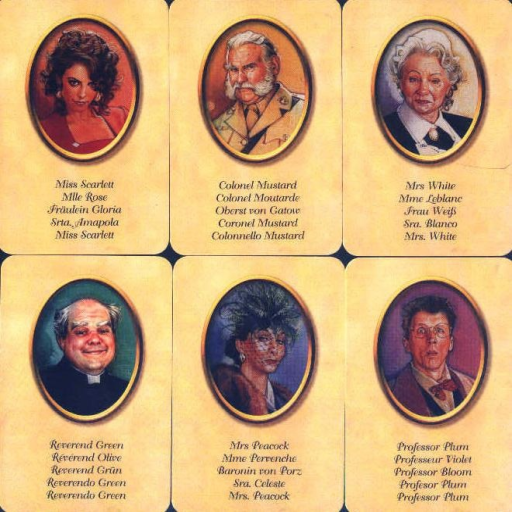 Miss Scarlett
Mlle Rose
Fräulein Gloria
Srta. Amapola
Miss Scarlett
Colonel Mustard
Colonel Moutarde
Oberst von Gatow
Coronel Mustard
Colonnello Mustard
Mrs White
Mme Leblanc
Frau Weiß
Sra. Blanco
Mrs. White
Reverend Green
Révérend Olive
Reverend Grün
Reverendo Green
Reverendo Green
Mrs Peacock
Mme Pervenche
Baronin von Porz
Sra. Celeste
Mrs. Peacock
Professor Plum
Professeur Violet
Professor Bloom
Profesor Plum
Professor Plum